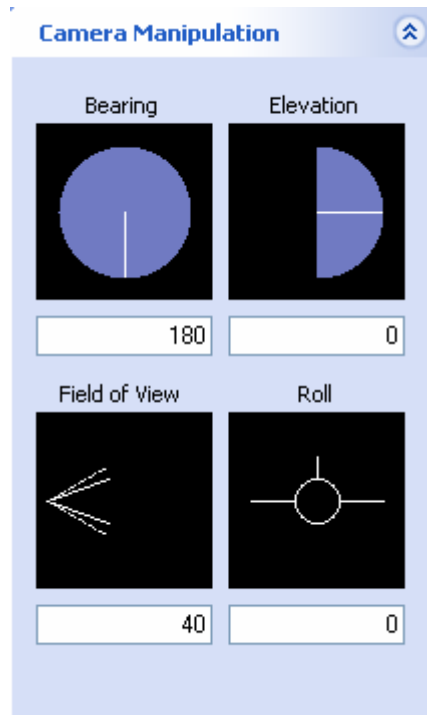 Camera Manipulation
Bearing Elevation
180 0
Field of View Roll
40 0